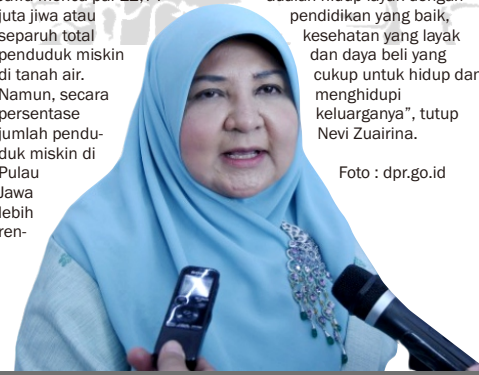 juta jiwa atau
separuh total
penduduk miskin
di tanah air.
Namun, secara
persentase
jumlah pendu-
duk miskin di
Pulau
Jawa
lebih
ren-
pendidikan yang baik,
kesehatan yang layak
dan daya beli yang
cukup untuk hidup dan
menghidupi
keluarganya”, tutup
Nevi Zuairina.
Foto : dpr.go.id